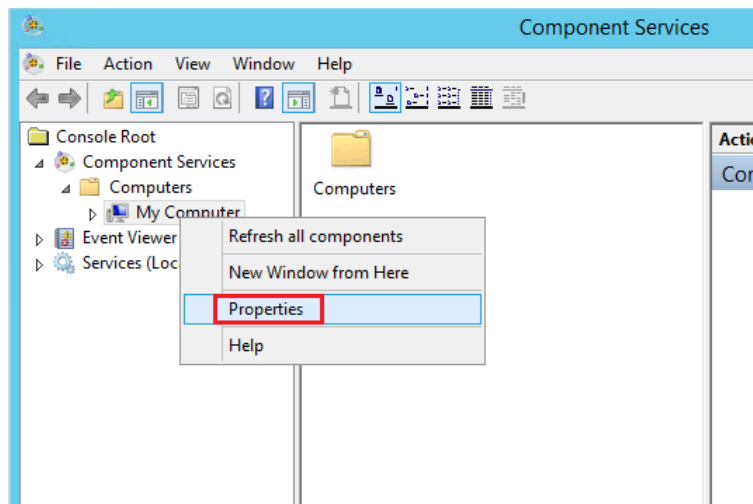 Component Services
File Action View Window Help
Console Root
Component Services
Computers
My Computer
Event Viewer
Services (Loc
Computers
Refresh all components
New Window from Here
Properties
Help
Acti
Cor